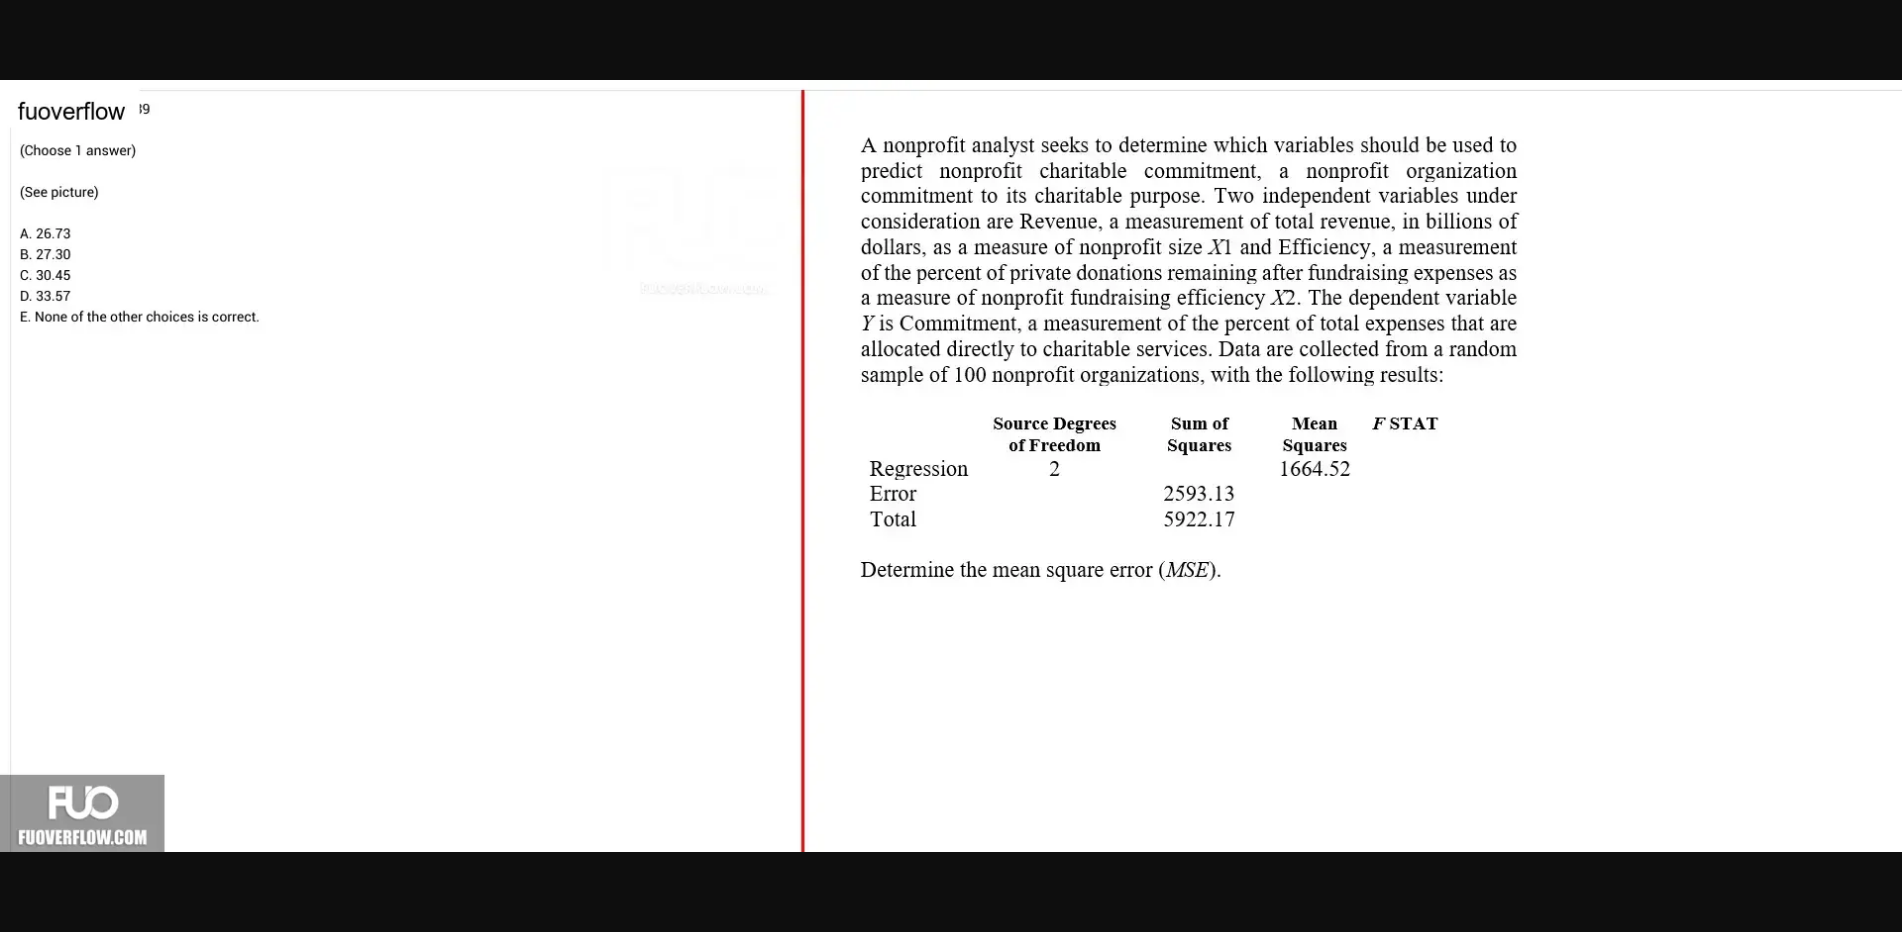 fuoverflow 39
(Choose 1 answer)
(See picture)
A. 26.73
B. 27.30
C. 30.45
D. 33.57
E. None of the other choices is correct.
FUOVERFLOW.COM
A nonprofit analyst seeks to determine which variables should be used to
predict nonprofit charitable commitment, a nonprofit organization
commitment to its charitable purpose. Two independent variables under
consideration are Revenue, a measurement of total revenue, in billions of
dollars, as a measure of nonprofit size X1 and Efficiency, a measurement
of the percent of private donations remaining after fundraising expenses as
a measure of nonprofit fundraising efficiency X2. The dependent variable
Y is Commitment, a measurement of the percent of total expenses that are
allocated directly to charitable services. Data are collected from a random
sample of 100 nonprofit organizations, with the following results:
Source Degrees Sum of Mean F STAT
of Freedom Squares Squares
Regression 2 1664.52
Error 2593.13
Total 5922.17
Determine the mean square error (MSE).
FUO
FUOVERFLOW.COM